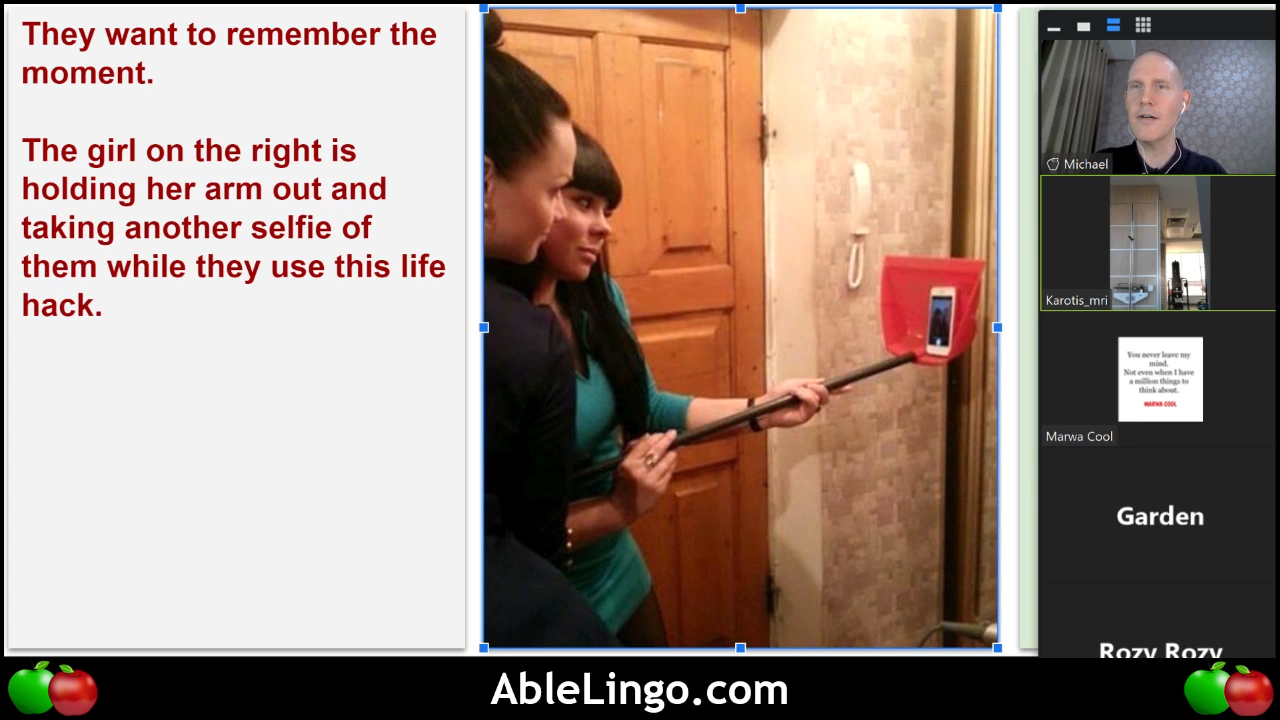 They want to remember the
moment.
The girl on the right is
holding her arm out and
taking another selfie of
them while they use this life
hack.
Michael
Karotis_mri
You never leave my
mind.
Not even when I have
a million things to
think about.
MARWA COOL
Marwa Cool
Garden
Rozy Rozy
AbleLingo.com